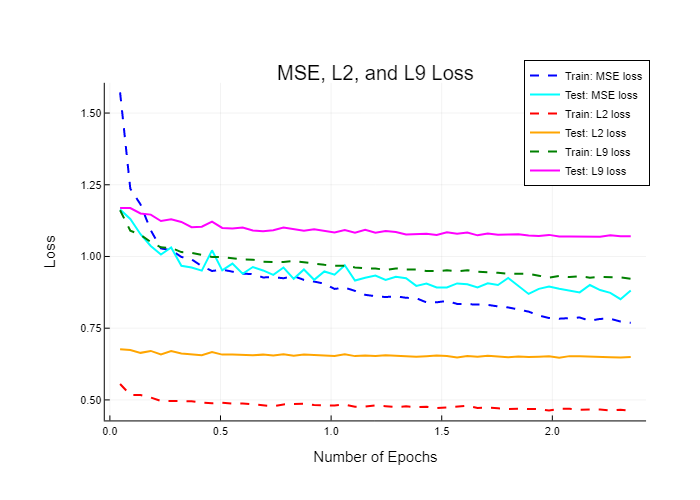 MSE, L2, and L9 Loss
Train: MSE loss
Test: MSE loss
Train: L2 loss
Test: L2 loss
Train: L9 loss
Test: L9 loss
Loss
1.50
1.25
1.00
0.75
0.50
0.0 0.5 1.0 1.5 2.0
Number of Epochs